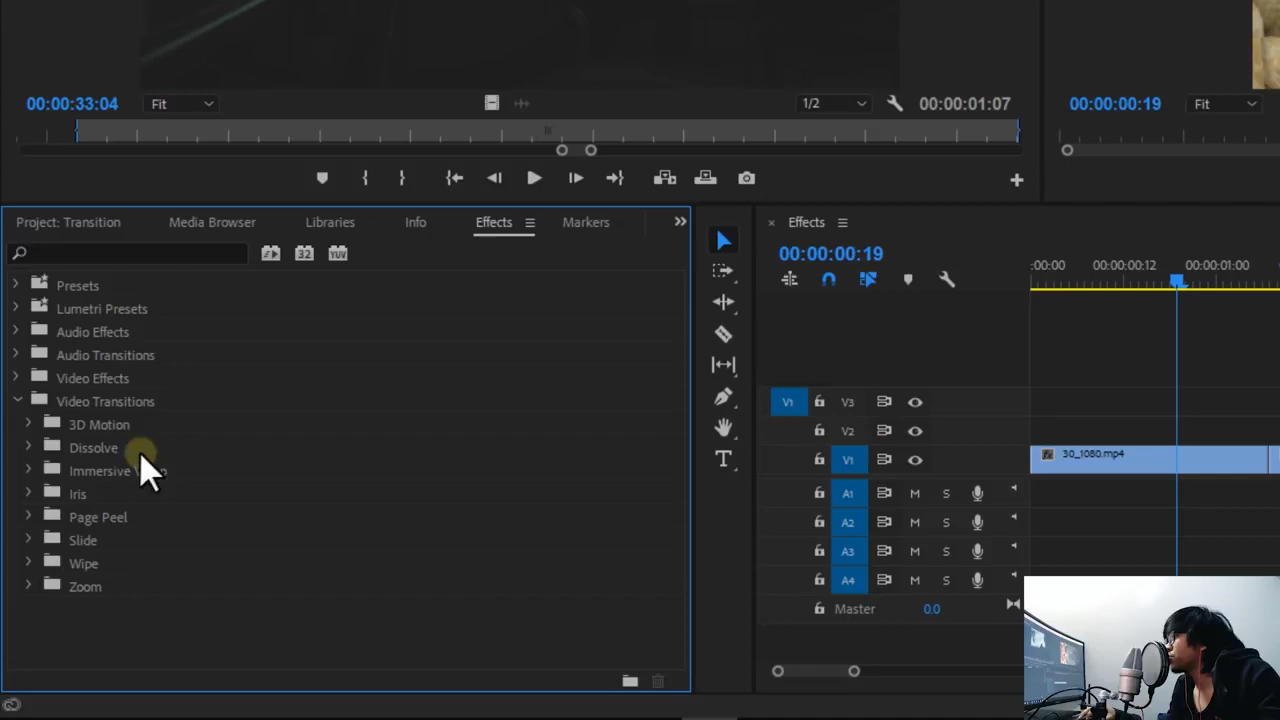 00:00:33:04 Fit 1/2 00:00:01:07 00:00:00:19 Fit
Project: Transition Media Browser Libraries Info Effects Markers
32 YUV
Presets
Lumetri Presets
Audio Effects
Audio Transitions
Video Effects
Video Transitions
3D Motion
Dissolve
Immersive
Iris
Page Peel
Slide
Wipe
Zoom
Effects
00:00:00:19
:00:00 00:00:00:12 00:00:01:00
V1 V3
V2
V1 30_1080.mp4
A1 M S
A2 M S
A3 M S
A4 M S
Master 0.0